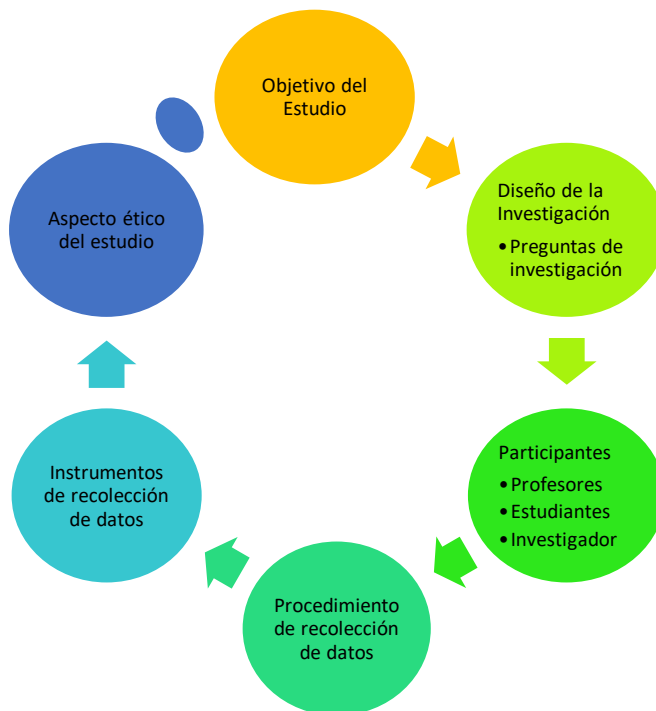 Objetivo del
Estudio
Diseño de la
Investigación
• Preguntas de
investigación
Participantes
• Profesores
• Estudiantes
• Investigador
Procedimiento
de recolección
de datos
Instrumentos
de recolección
de datos
Aspecto ético
del estudio